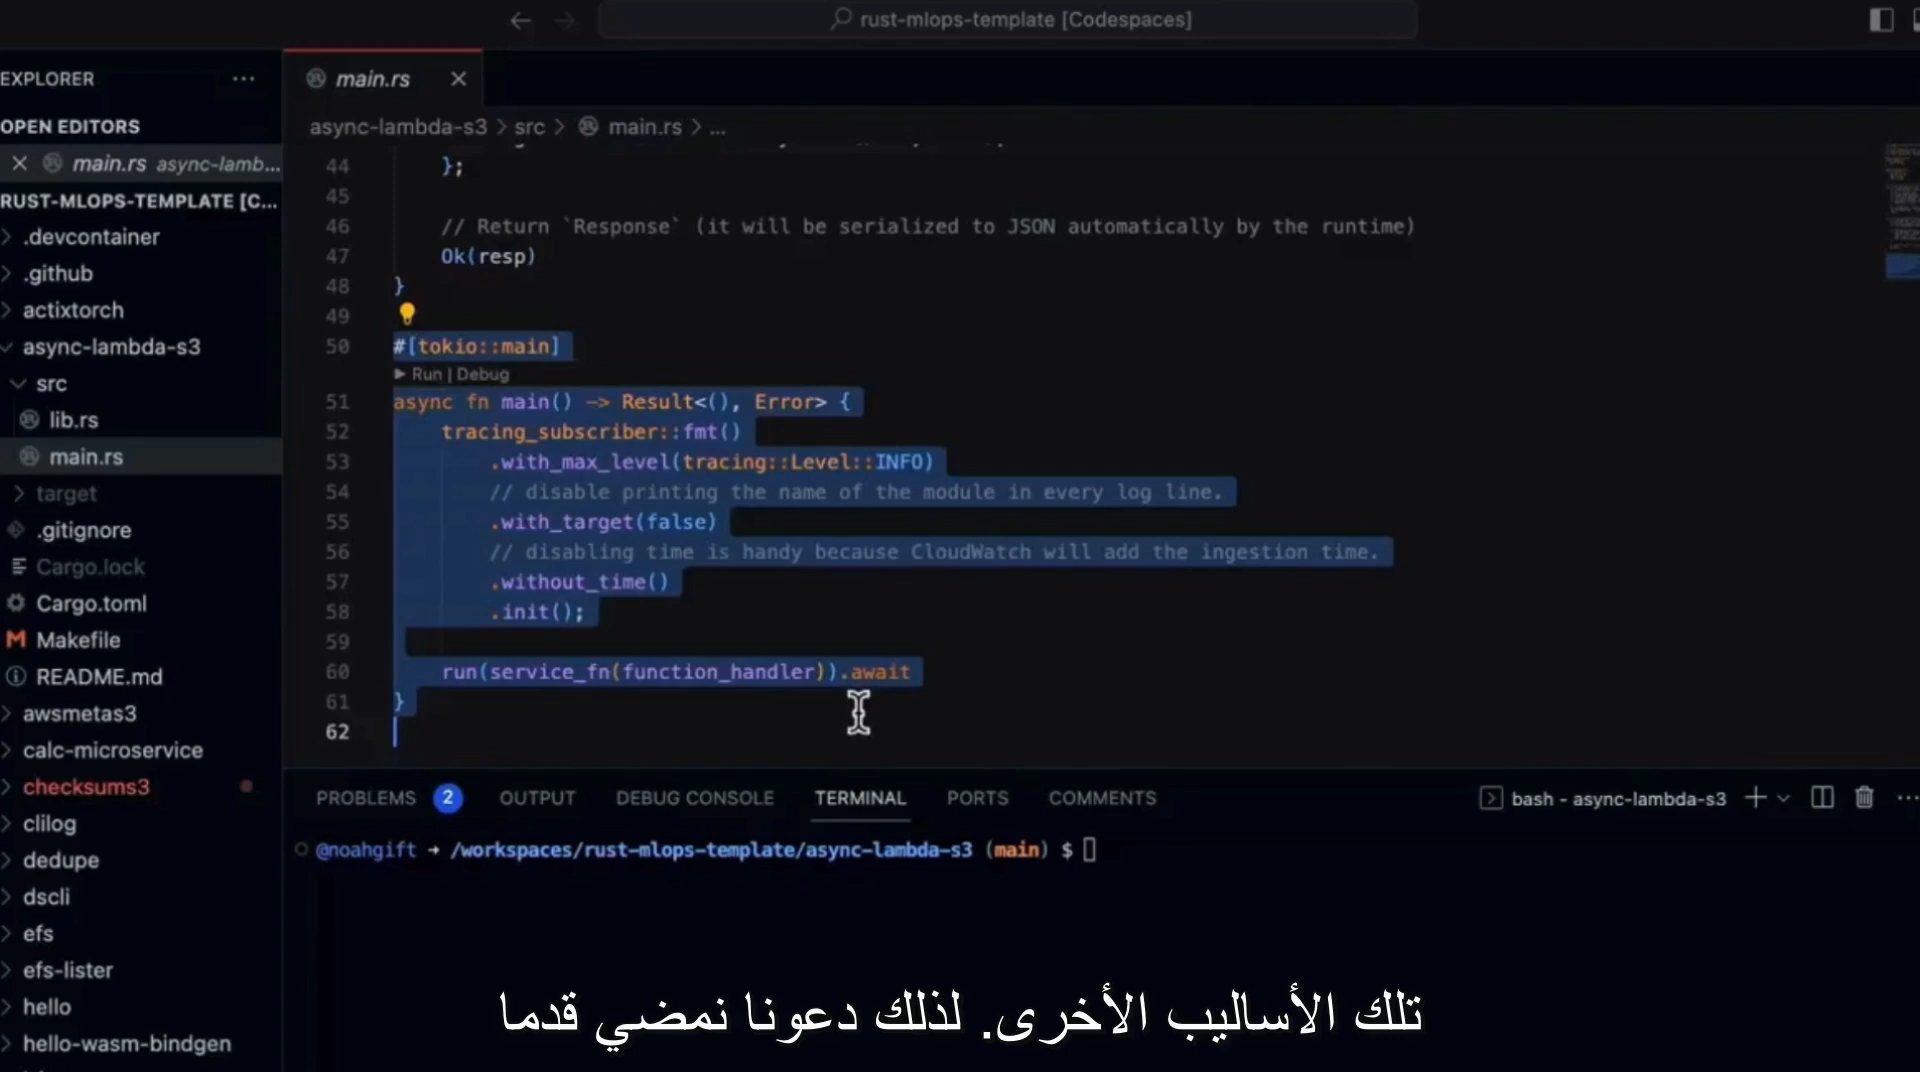 rust-mlops-template [Codespaces]
EXPLORER
OPEN EDITORS
main.rs async-lamb...
RUST-MLOPS-TEMPLATE [C...
.devcontainer
.github
actixtorch
async-lambda-s3
src
lib.rs
main.rs
target
.gitignore
Cargo.lock
Cargo.toml
Makefile
README.md
awsmetas3
calc-microservice
checksums3
clilog
dedupe
dscli
efs
efs-lister
hello
hello-wasm-bindgen
main.rs
async-lambda-s3 > src > main.rs > ...
44 };
45
46 // Return `Response` (it will be serialized to JSON automatically by the runtime)
47 Ok(resp)
48 }
49
50 #[tokio::main]
Run | Debug
51 async fn main() -> Result<(), Error> {
52 tracing_subscriber::fmt()
53 .with_max_level(tracing::Level::INFO)
54 // disable printing the name of the module in every log line.
55 .with_target(false)
56 // disabling time is handy because CloudWatch will add the ingestion time.
57 .without_time()
58 .init();
59
60 run(service_fn(function_handler)).await
61 }
62
PROBLEMS 2 OUTPUT DEBUG CONSOLE TERMINAL PORTS COMMENTS
bash - async-lambda-s3
@noahgift → /workspaces/rust-mlops-template/async-lambda-s3 (main) $
تلك الأساليب الأخرى. لذلك دعونا نمضي قدما